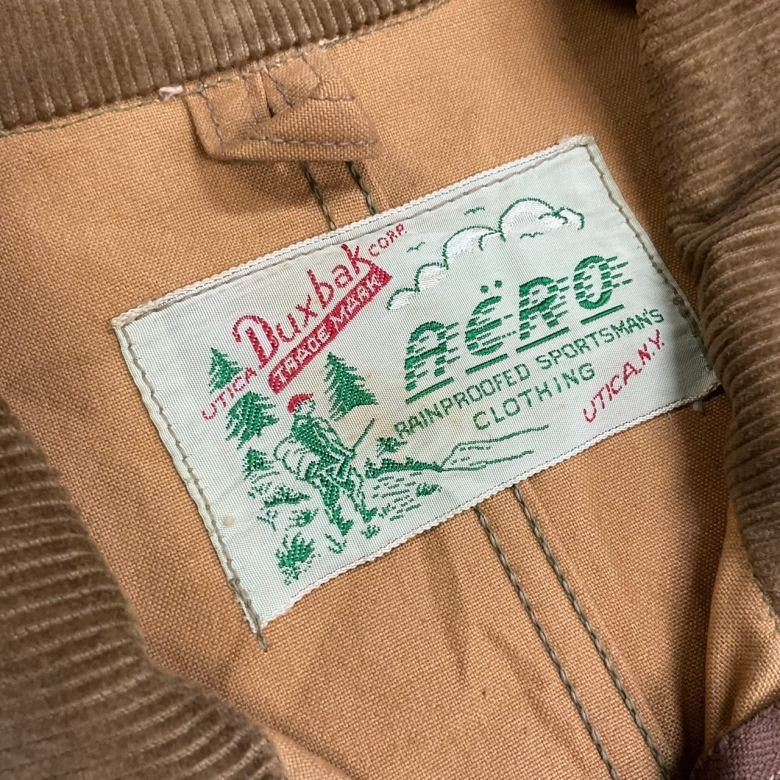 UTICA Duxbak CORP.
TRADE MARK
AËRO
RAINPROOFED SPORTSMAN'S
CLOTHING
UTICA, N.Y.